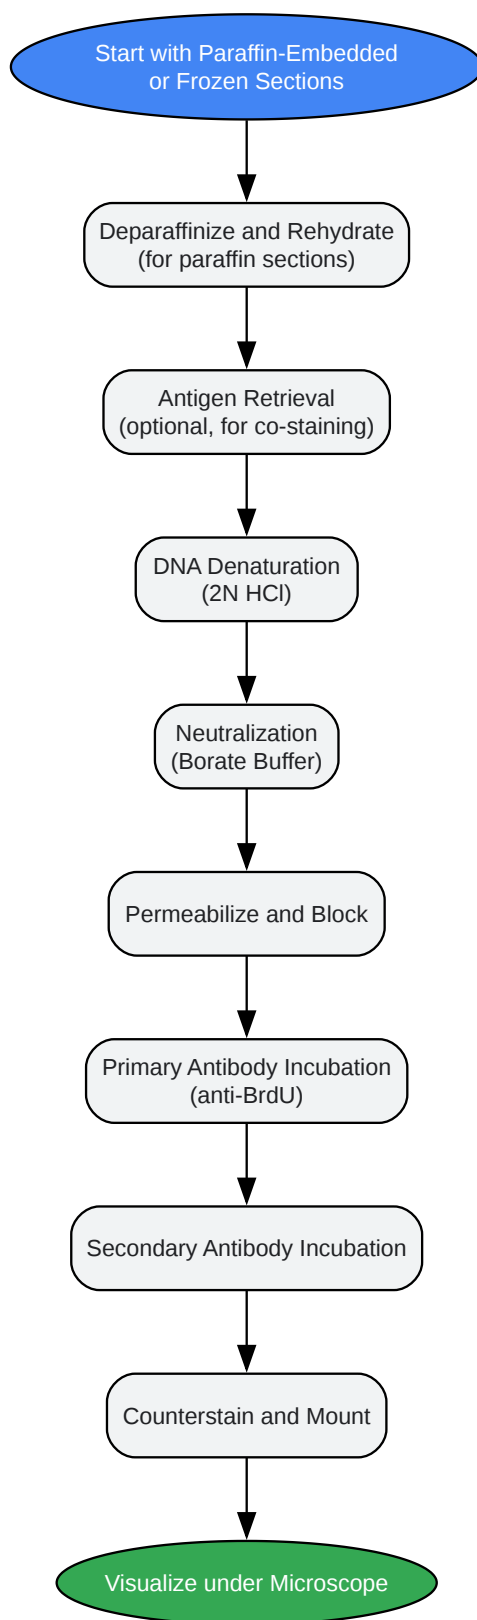 Start with Paraffin-Embedded
or Frozen Sections
Deparaffinize and Rehydrate
(for paraffin sections)
Antigen Retrieval
(optional, for co-staining)
DNA Denaturation
(2N HCl)
Neutralization
(Borate Buffer)
Permeabilize and Block
Primary Antibody Incubation
(anti-BrdU)
Secondary Antibody Incubation
Counterstain and Mount
Visualize under Microscope